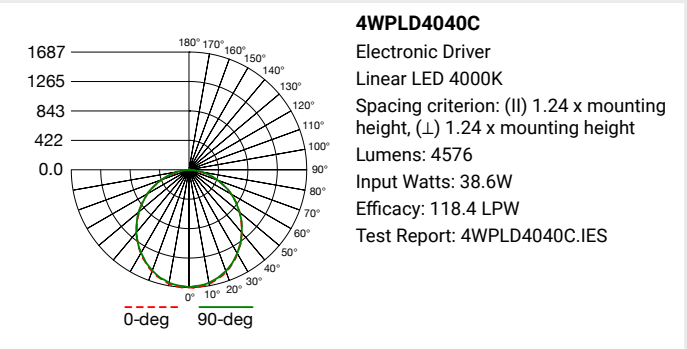 4WPLD4040C
Electronic Driver
Linear LED 4000K
Spacing criterion: (II) 1.24 x mounting
height, (⊥) 1.24 x mounting height
Lumens: 4576
Input Watts: 38.6W
Efficacy: 118.4 LPW
Test Report: 4WPLD4040C.IES
1687
1265
843
422
0.0
180°
170°
160°
150°
140°
130°
120°
110°
100°
90°
80°
70°
60°
50°
40°
30°
20°
10°
0°
0-deg
90-deg